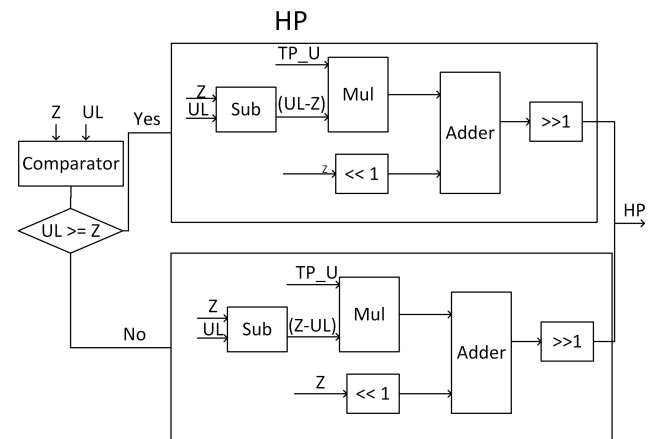 HP
TP_U
Z
UL
Sub
(UL-Z)
Mul
Adder
>>1
Z
<< 1
Z UL
Comparator
Yes
UL >= Z
No
HP
TP_U
Z
UL
Sub
(Z-UL)
Mul
Adder
>>1
Z
<< 1